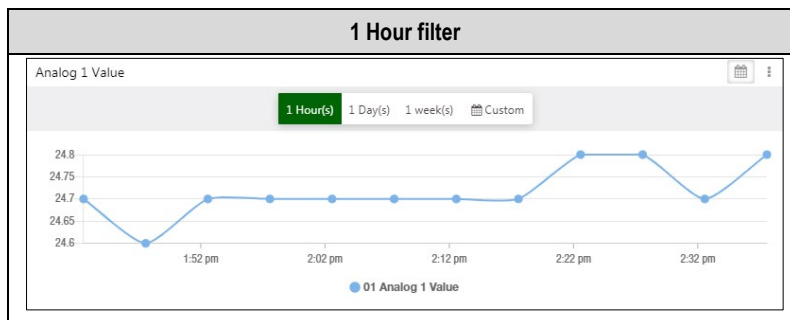 1 Hour filter
Analog 1 Value
1 Hour(s) 1 Day(s) 1 week(s) Custom
24.8
24.75
24.7
24.65
24.6
1:52 pm 2:02 pm 2:12 pm 2:22 pm 2:32 pm
01 Analog 1 Value